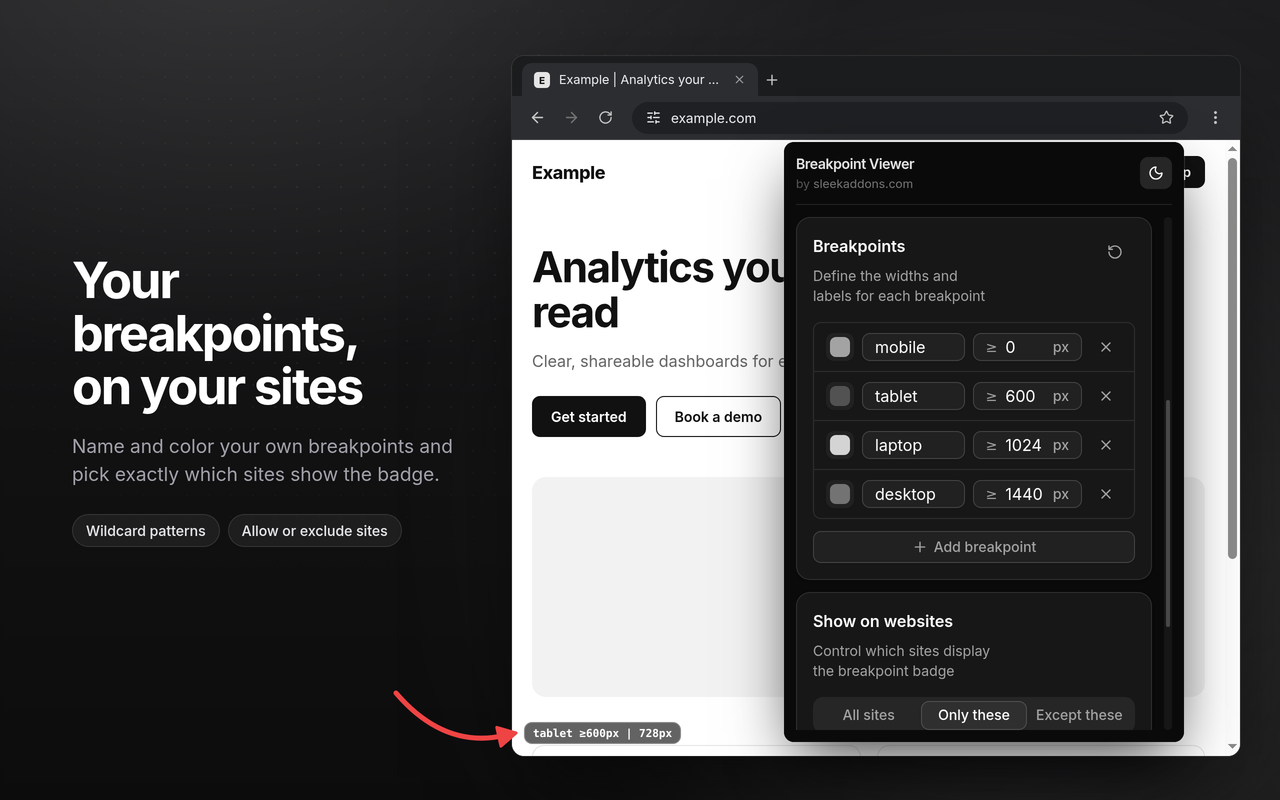 Your
breakpoints,
on your sites
Name and color your own breakpoints and
pick exactly which sites show the badge.
Wildcard patterns
Allow or exclude sites
E
Example | Analytics your ...
example.com
Example
Analytics you
read
Clear, shareable dashboards for e
Get started
Book a demo
p
Breakpoint Viewer
by sleekaddons.com
Breakpoints
Define the widths and
labels for each breakpoint
mobile ≥ 0 px
tablet ≥ 600 px
laptop ≥ 1024 px
desktop ≥ 1440 px
+ Add breakpoint
Show on websites
Control which sites display
the breakpoint badge
All sites Only these Except these
tablet ≥600px | 728px